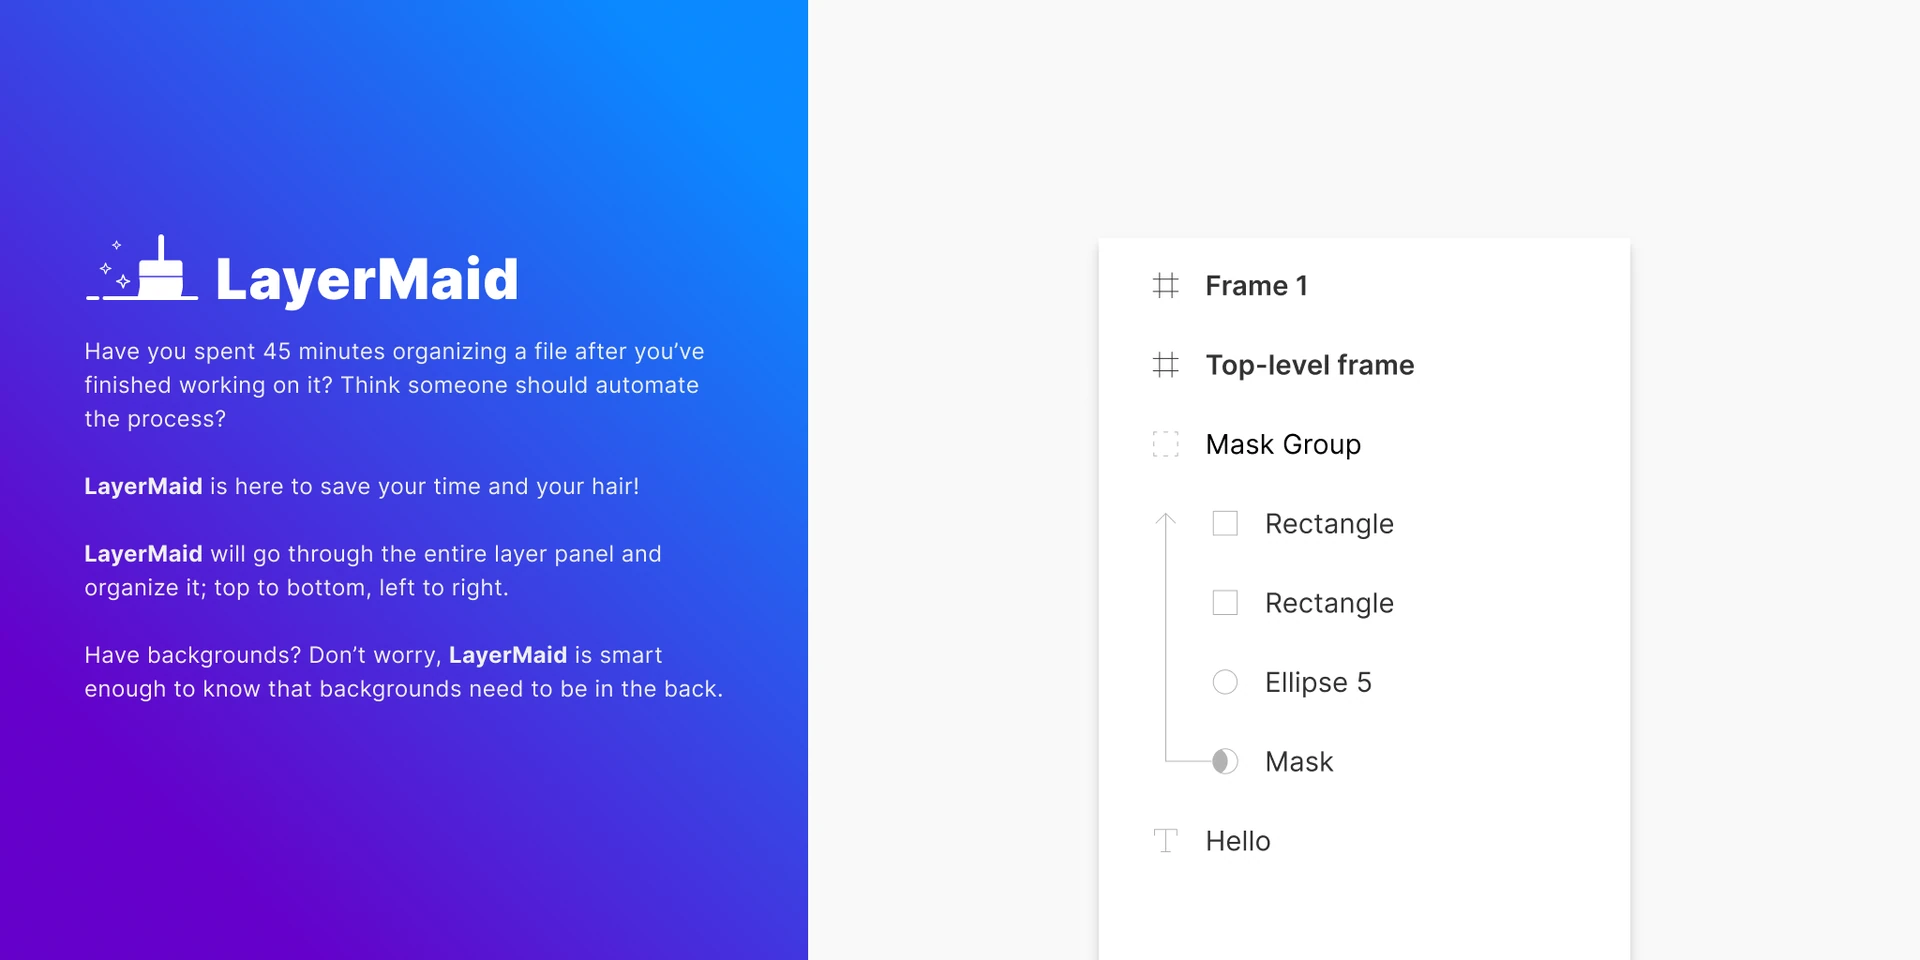 LayerMaid
Have you spent 45 minutes organizing a file after you’ve
finished working on it? Think someone should automate
the process?
LayerMaid is here to save your time and your hair!
LayerMaid will go through the entire layer panel and
organize it; top to bottom, left to right.
Have backgrounds? Don’t worry, LayerMaid is smart
enough to know that backgrounds need to be in the back.
Frame 1
Top-level frame
Mask Group
Rectangle
Rectangle
Ellipse 5
Mask
Hello